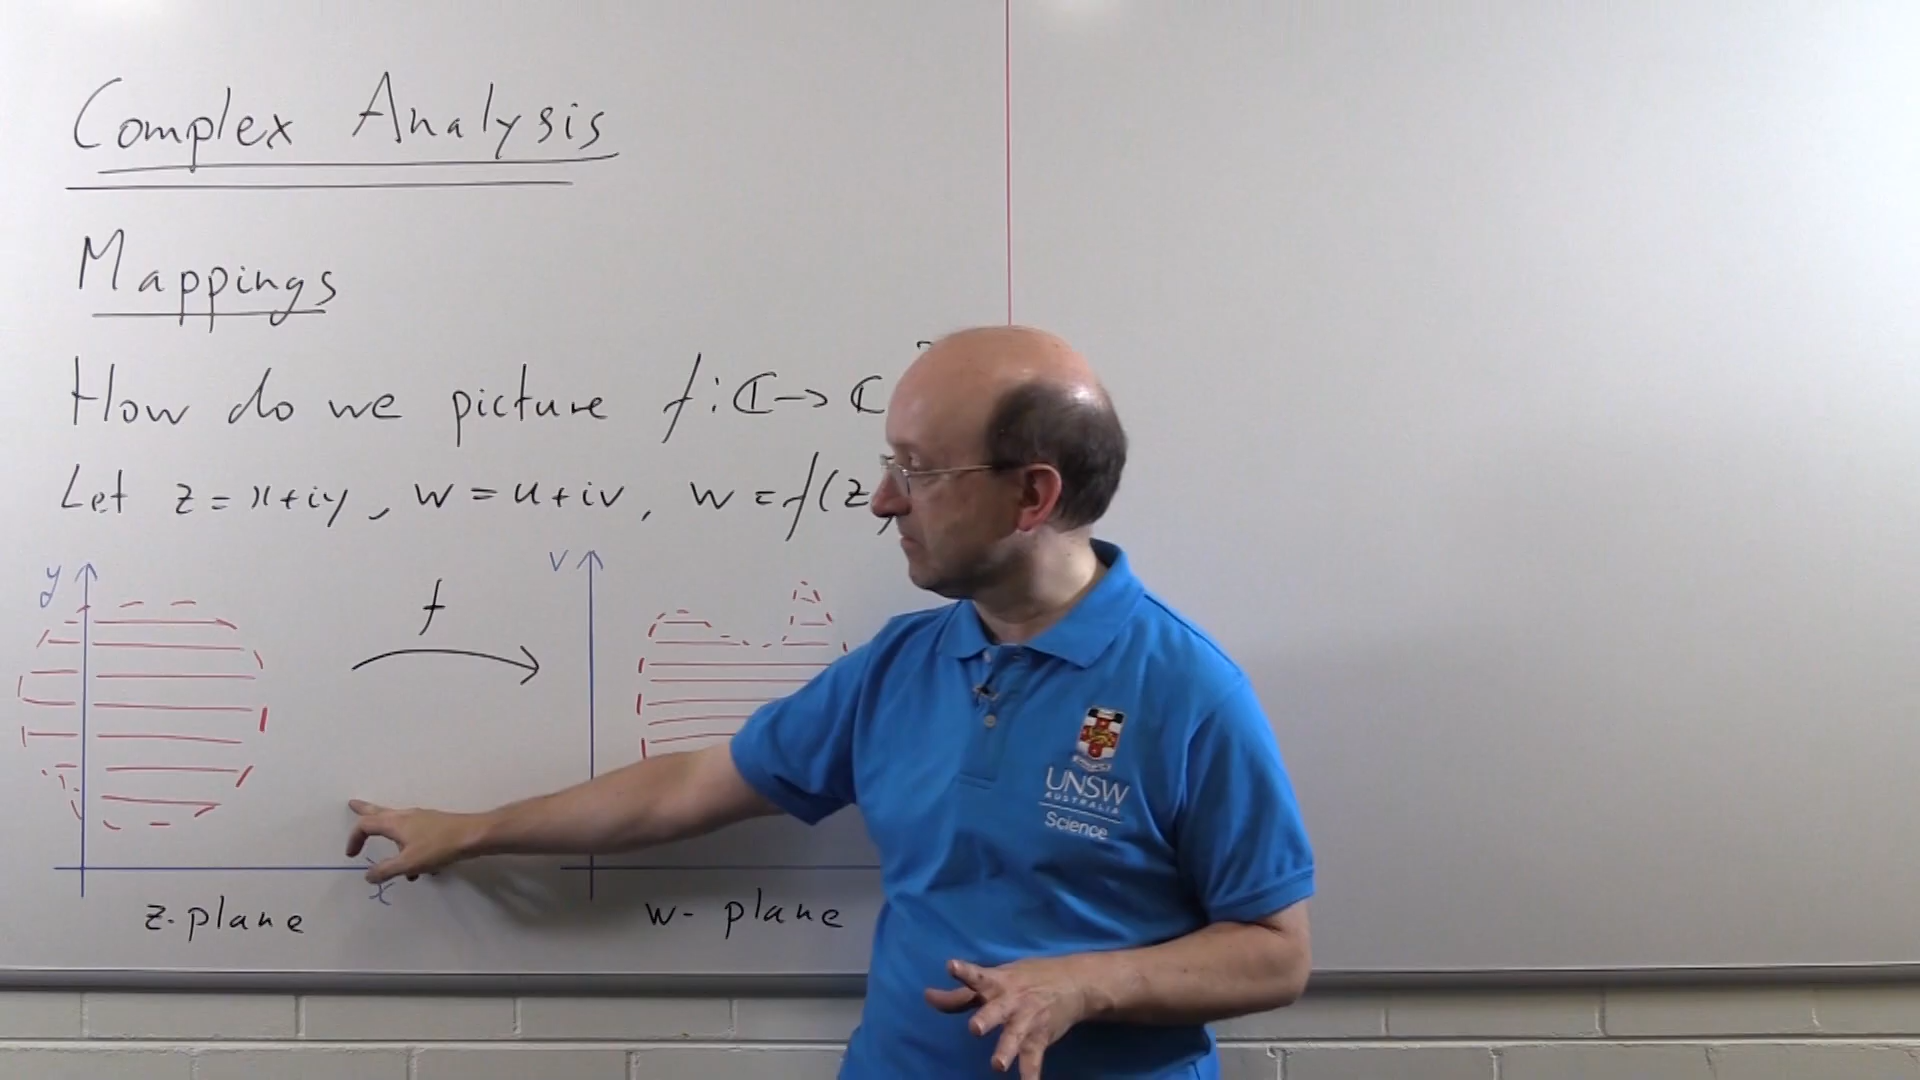 Complex Analysis
Mappings
How do we picture f: ℂ → ℂ
Let z = x + iy, w = u + iv, w = f(z)
y
f
v
x
z-plane
w-plane
UNSW
AUSTRALIA
Science